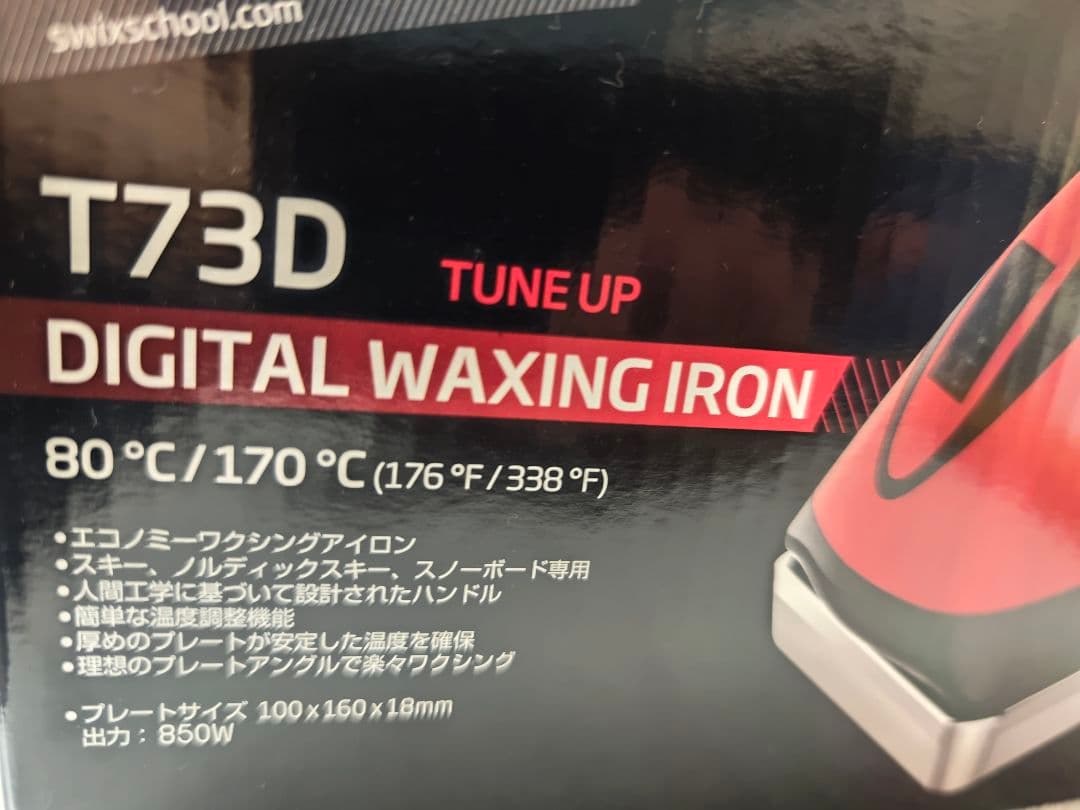 swixschool.com
T73D
TUNE UP
DIGITAL WAXING IRON
80 °C / 170 °C (176 °F / 338 °F)
•エコノミーワクシングアイロン
•スキー、ノルディックスキー、スノーボード専用
•人間工学に基づいて設計されたハンドル
•簡単な温度調整機能
•厚めのプレートが安定した温度を確保
•理想のプレートアングルで楽々ワクシング
•プレートサイズ 100 x 160 x 18mm
出力： 850W